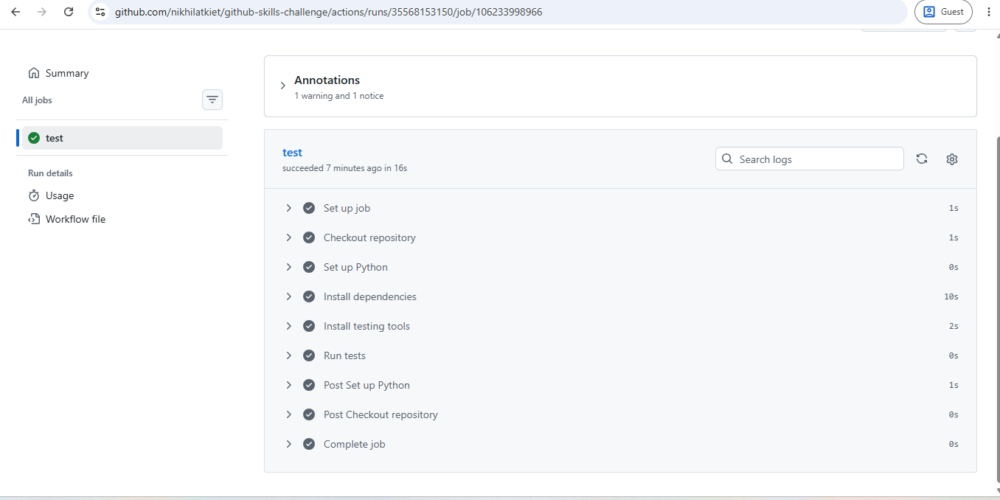 github.com/nikhilatkiet/github-skills-challenge/actions/runs/35568153150/job/106233998966
Guest
Summary
All jobs
test
Run details
Usage
Workflow file
Annotations
1 warning and 1 notice
test
succeeded 7 minutes ago in 16s
Search logs
Set up job 1s
Checkout repository 1s
Set up Python 0s
Install dependencies 10s
Install testing tools 2s
Run tests 0s
Post Set up Python 1s
Post Checkout repository 0s
Complete job 0s